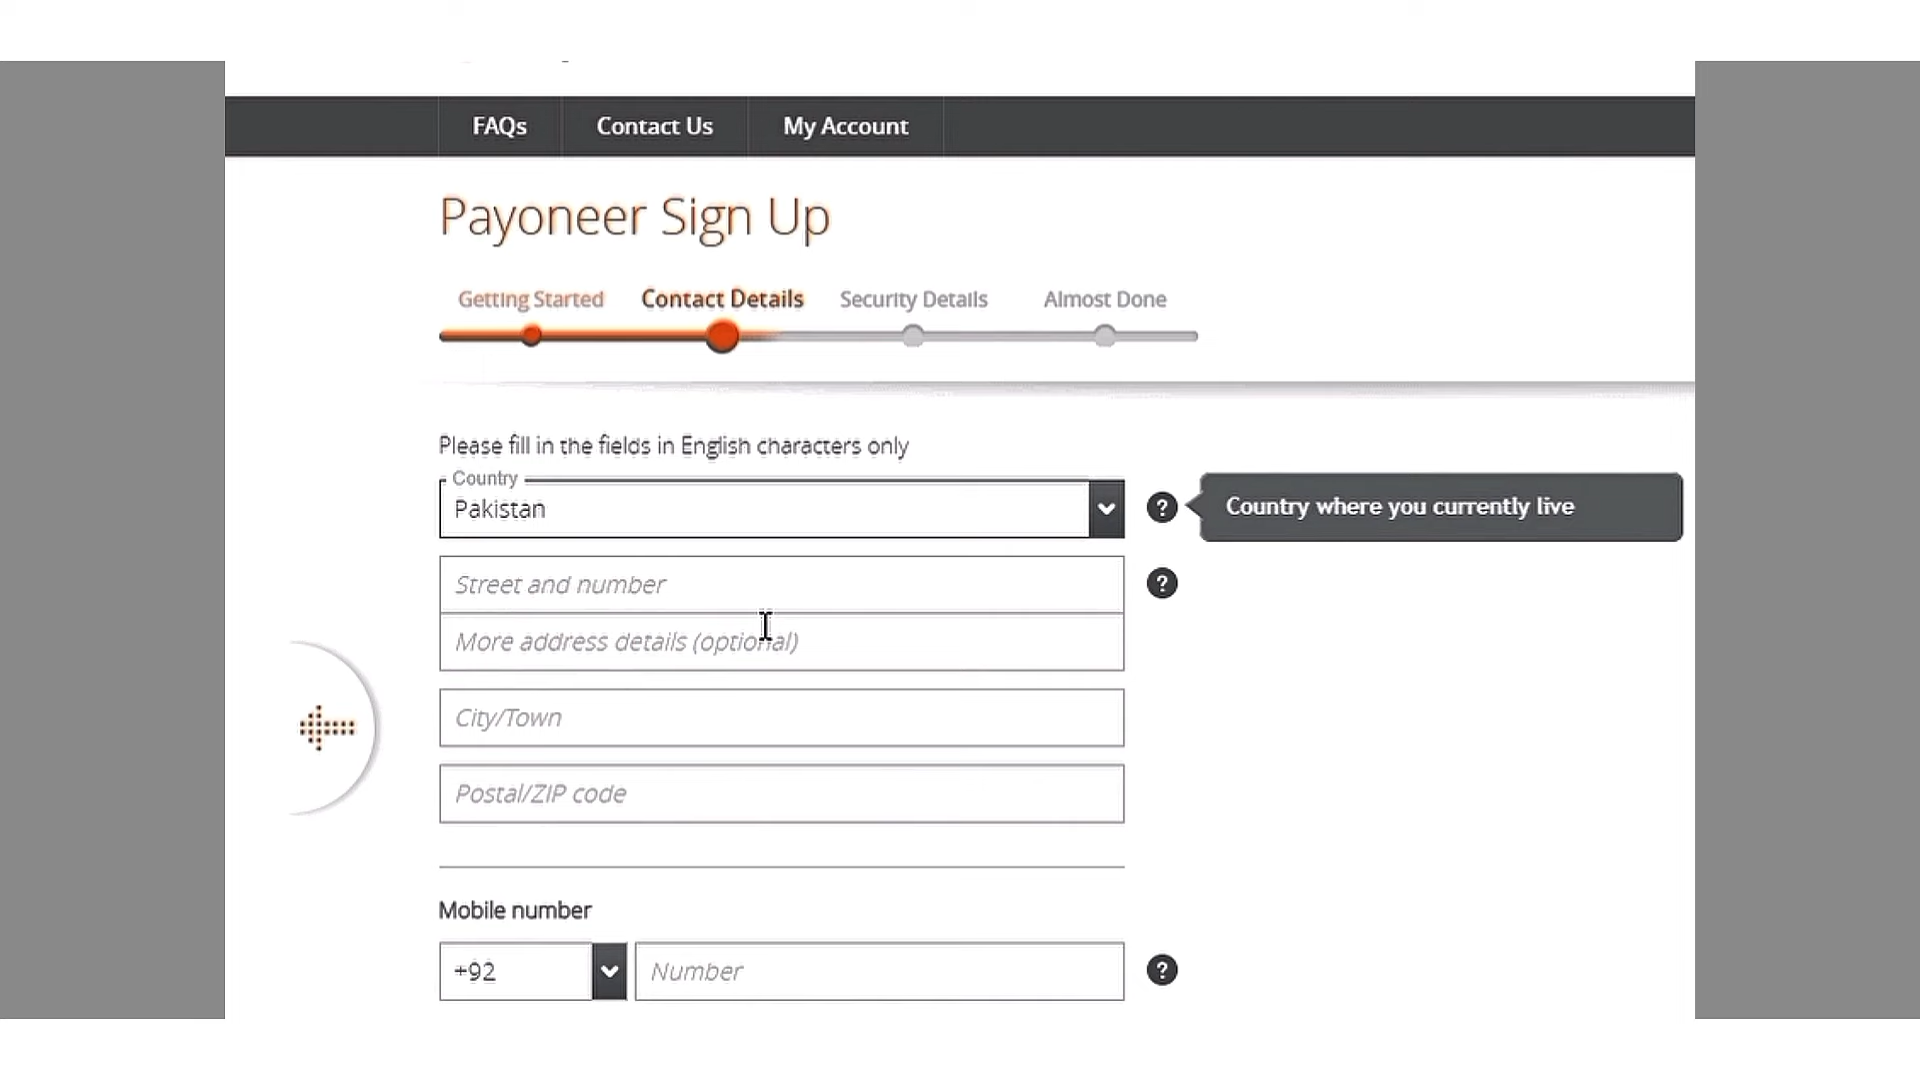 FAQs
Contact Us
My Account
Payoneer Sign Up
Getting Started
Contact Details
Security Details
Almost Done
Please fill in the fields in English characters only
Country
Pakistan
?
Country where you currently live
Street and number
?
More address details (optional)
City/Town
Postal/ZIP code
Mobile number
+92
Number
?